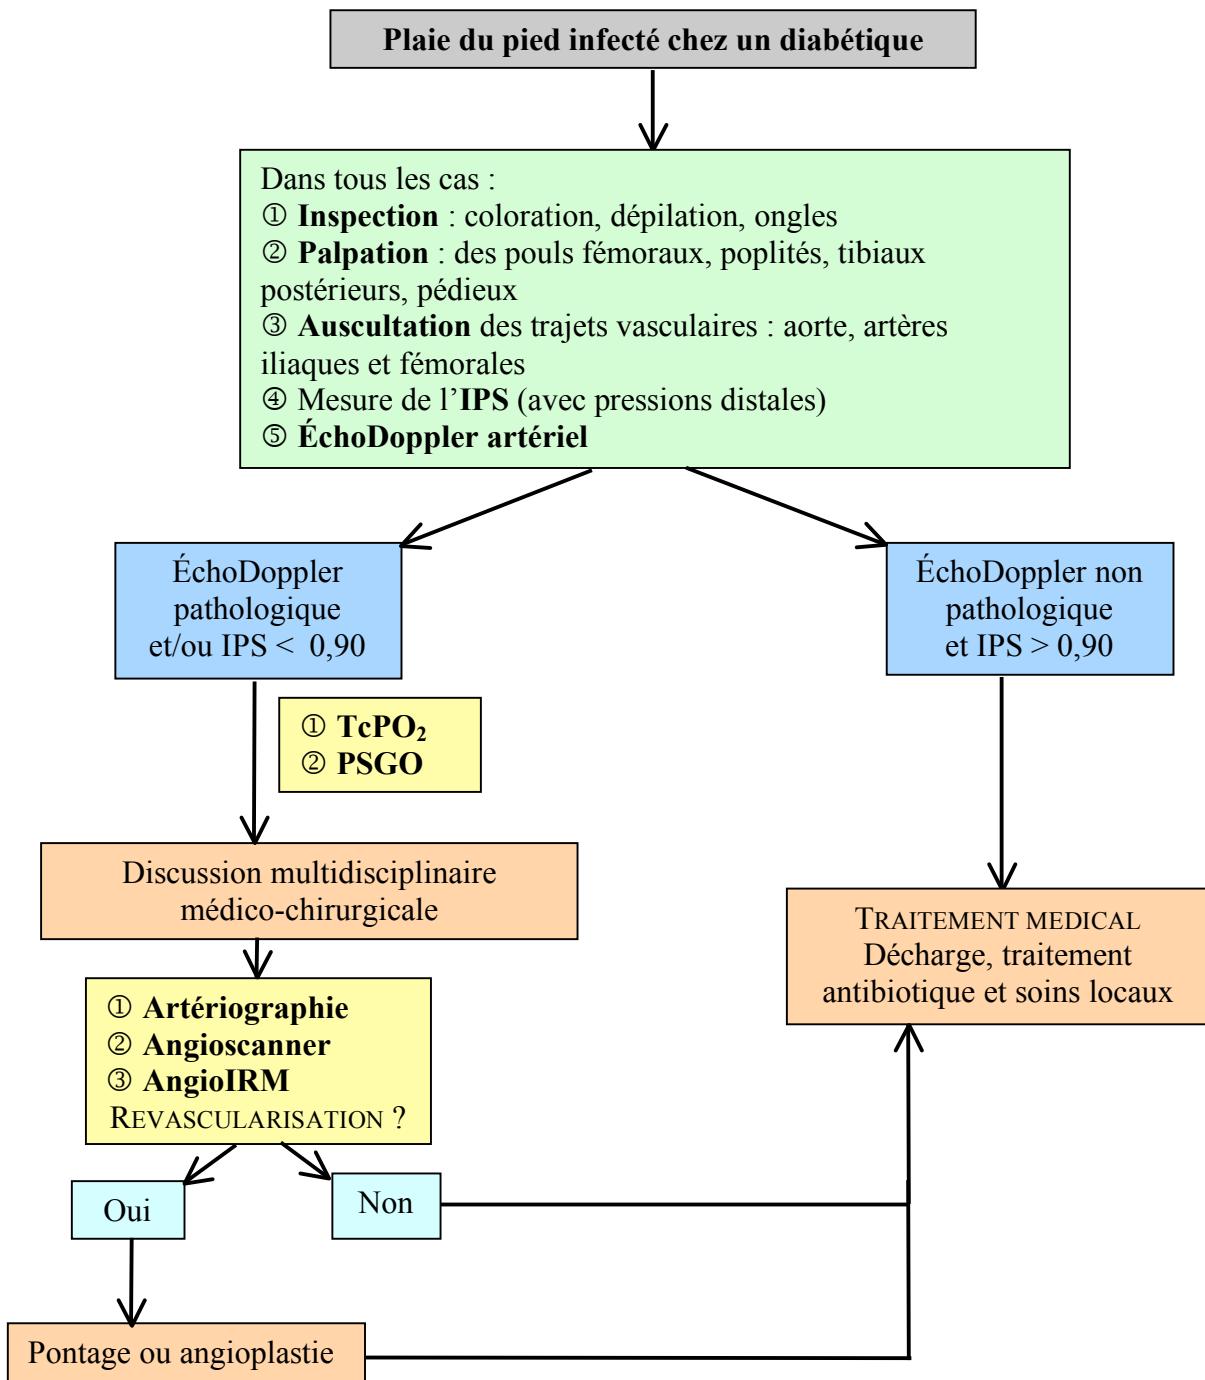 Plaie du pied infecté chez un diabétique
Dans tous les cas :
① Inspection : coloration, dépilation, ongles
② Palpation : des pouls fémoraux, poplités, tibiaux
postérieurs, pédieux
③ Auscultation des trajets vasculaires : aorte, artères
iliaques et fémorales
④ Mesure de l’IPS (avec pressions distales)
⑤ ÉchoDoppler artériel
ÉchoDoppler
pathologique
et/ou IPS < 0,90
ÉchoDoppler non
pathologique
et IPS > 0,90
① TcPO₂
② PSGO
Discussion multidisciplinaire
médico-chirurgicale
TRAITEMENT MEDICAL
Décharge, traitement
antibiotique et soins locaux
① Artériographie
② Angioscanner
③ AngioIRM
REVASCULARISATION ?
Oui
Non
Pontage ou angioplastie